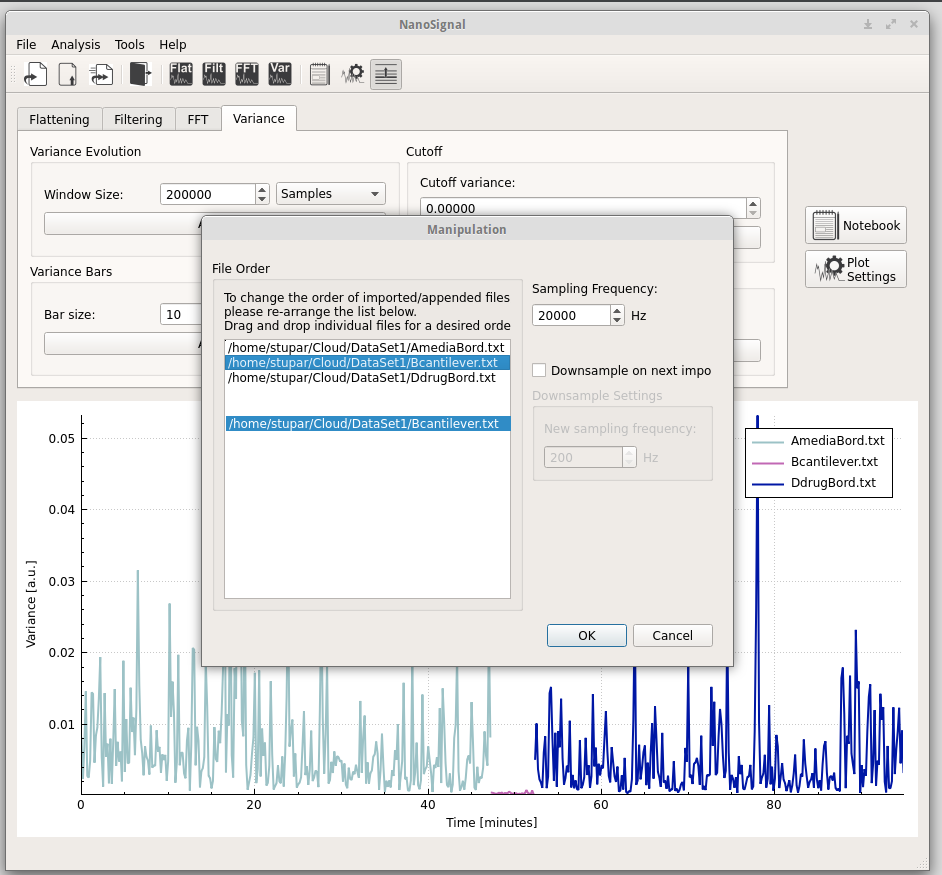 NanoSignal
File Analysis Tools Help
Flat Filt FFT Var
Flattening Filtering FFT Variance
Variance Evolution
Window Size: 200000 Samples
Cutoff
Cutoff variance:
0.00000
Variance Bars
Bar size: 10
Notebook
Plot
Settings
Manipulation
File Order
To change the order of imported/appended files
please re-arrange the list below.
Drag and drop individual files for a desired orde
/home/stupar/Cloud/DataSet1/AmediaBord.txt
/home/stupar/Cloud/DataSet1/Bcantilever.txt
/home/stupar/Cloud/DataSet1/DdrugBord.txt
/home/stupar/Cloud/DataSet1/Bcantilever.txt
Sampling Frequency:
20000 Hz
Downsample on next impo
Downsample Settings
New sampling frequency:
200 Hz
OK Cancel
AmediaBord.txt
Bcantilever.txt
DdrugBord.txt
0.05
0.04
0.03
0.02
0.01
Variance [a.u.]
0 20 40 60 80
Time [minutes]